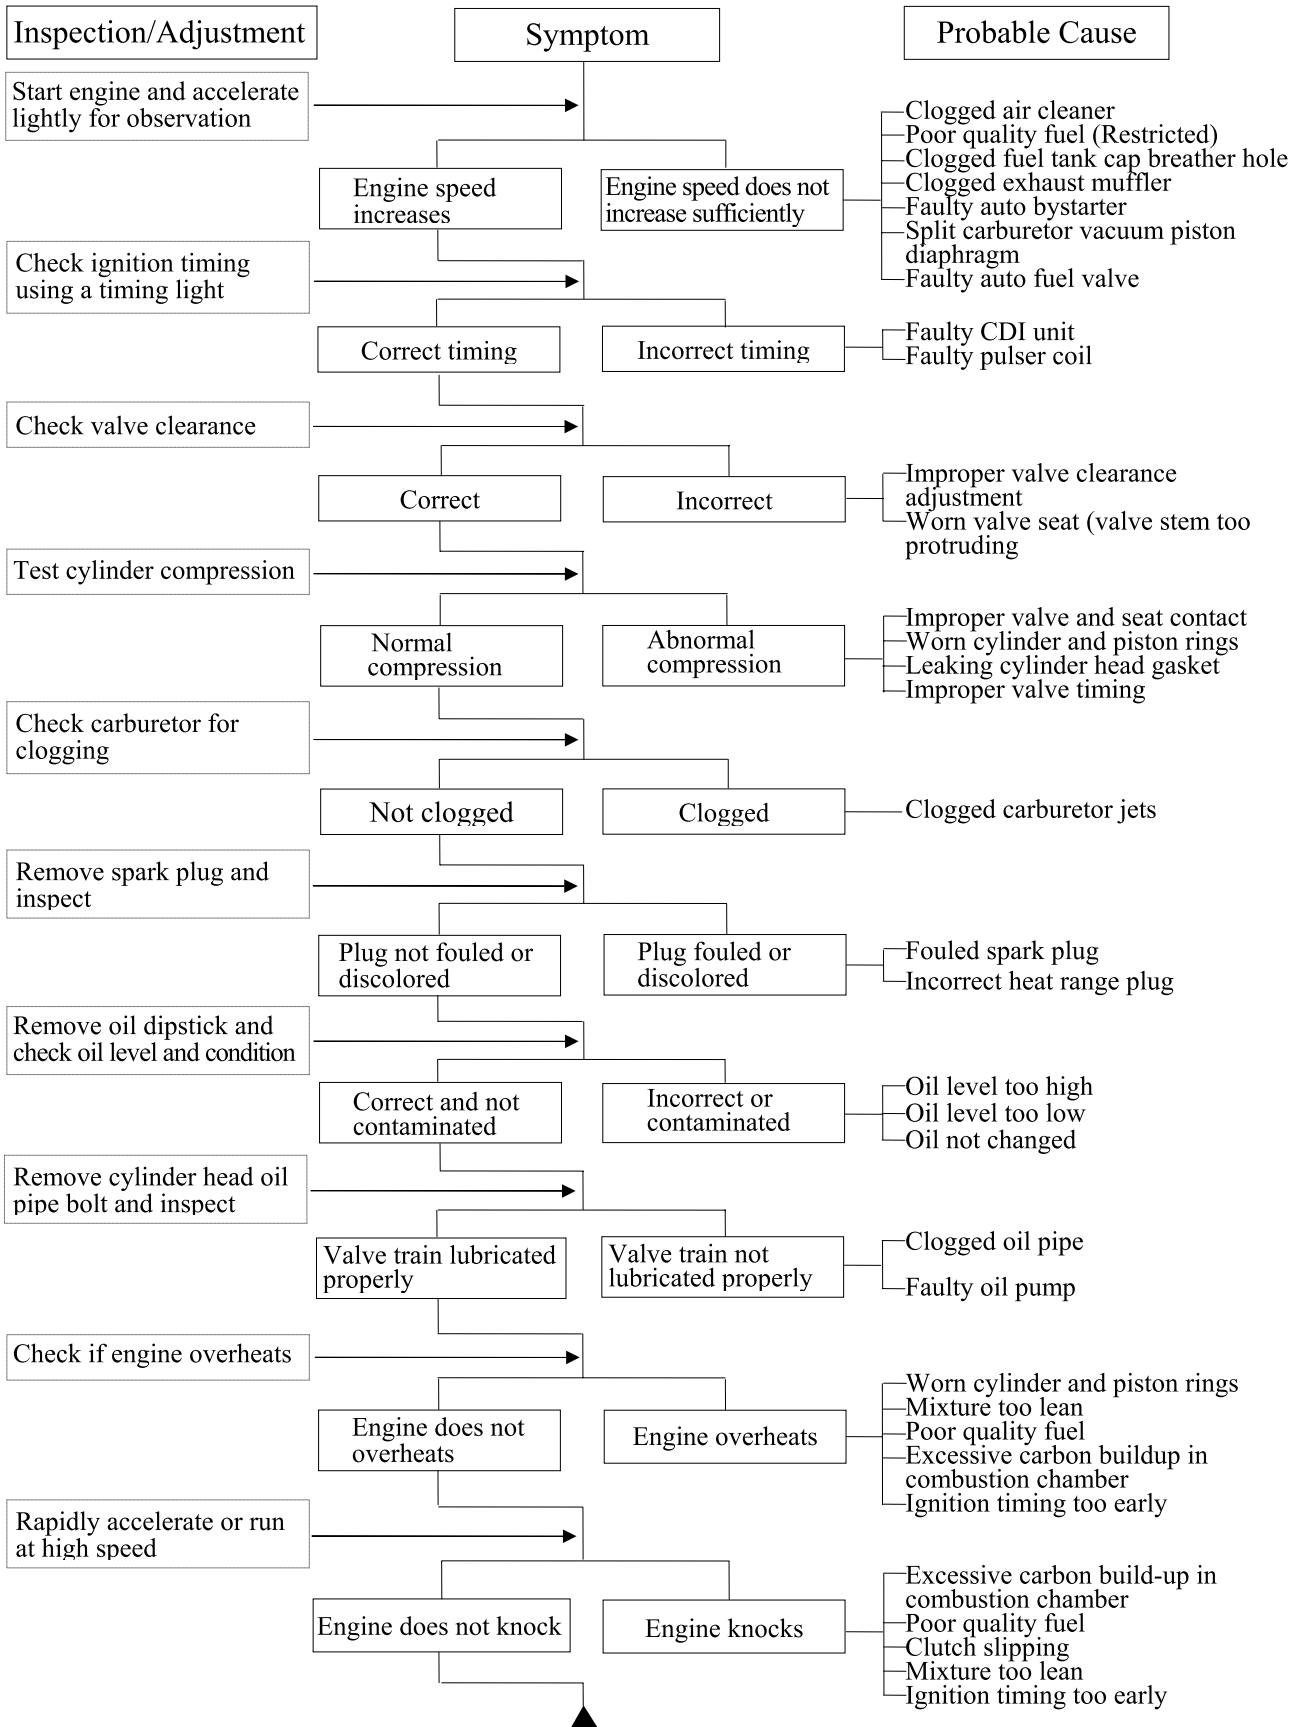 Inspection/Adjustment
Symptom
Probable Cause
Start engine and accelerate
lightly for observation
Engine speed
increases
Engine speed does not
increase sufficiently
Clogged air cleaner
Poor quality fuel (Restricted)
Clogged fuel tank cap breather hole
Clogged exhaust muffler
Faulty auto bystarter
Split carburetor vacuum piston
diaphragm
Faulty auto fuel valve
Check ignition timing
using a timing light
Correct timing
Incorrect timing
Faulty CDI unit
Faulty pulser coil
Check valve clearance
Correct
Incorrect
Improper valve clearance
adjustment
Worn valve seat (valve stem too
protruding
Test cylinder compression
Normal
compression
Abnormal
compression
Improper valve and seat contact
Worn cylinder and piston rings
Leaking cylinder head gasket
Improper valve timing
Check carburetor for
clogging
Not clogged
Clogged
Clogged carburetor jets
Remove spark plug and
inspect
Plug not fouled or
discolored
Plug fouled or
discolored
Fouled spark plug
Incorrect heat range plug
Remove oil dipstick and
check oil level and condition
Correct and not
contaminated
Incorrect or
contaminated
Oil level too high
Oil level too low
Oil not changed
Remove cylinder head oil
pipe bolt and inspect
Valve train lubricated
properly
Valve train not
lubricated properly
Clogged oil pipe
Faulty oil pump
Check if engine overheats
Engine does not
overheats
Engine overheats
Worn cylinder and piston rings
Mixture too lean
Poor quality fuel
Excessive carbon buildup in
combustion chamber
Ignition timing too early
Rapidly accelerate or run
at high speed
Engine does not knock
Engine knocks
Excessive carbon build-up in
combustion chamber
Poor quality fuel
Clutch slipping
Mixture too lean
Ignition timing too early